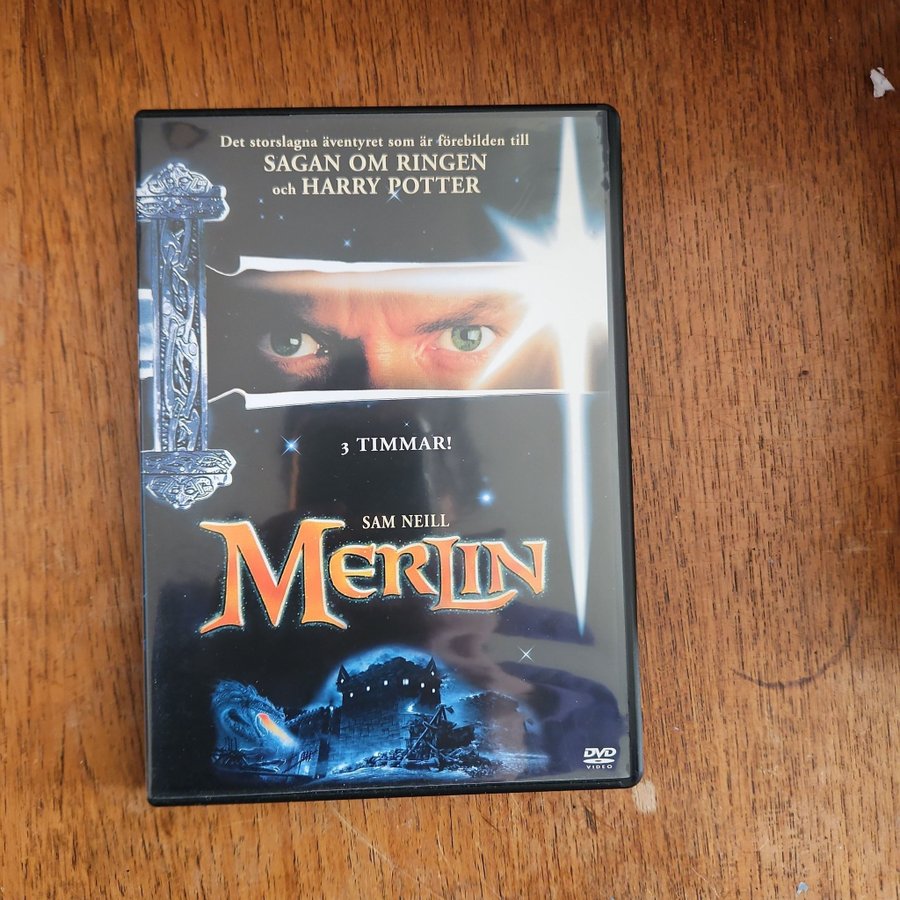 Det storslagna äventyret som är förebilden till
SAGAN OM RINGEN
och HARRY POTTER
3 TIMMAR!
SAM NEILL
MERLIN
DVD
VIDEO